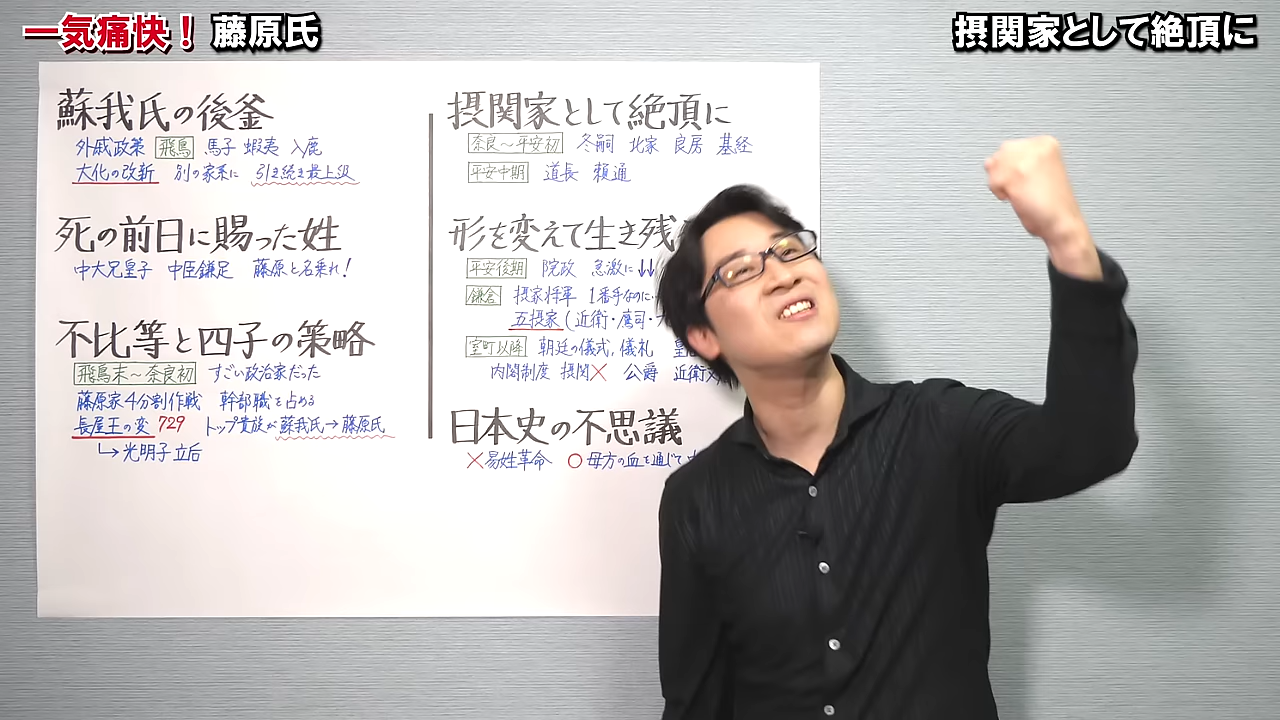 一気痛快！藤原氏
摂関家として絶頂に
蘇我氏の後釜
外戚政策 飛鳥 馬子 蝦夷 入鹿
大化の改新 別の家系に 引き続き最上級
死の前日に賜った姓
中大兄皇子 中臣鎌足 藤原と名乗れ！
不比等と四子の策略
飛鳥末〜奈良初 すごい政治家だった
藤原家4分割作戦 幹部職を占める
長屋王の変 729 トップ貴族が蘇我氏→藤原氏
↳光明子立后
摂関家として絶頂に
奈良〜平安初 冬嗣 北家 良房 基経
平安中期 道長 頼通
形を変えて生き残
平安後期 院政 急激に↓↓
鎌倉 摂家将軍 1番手なのに
五摂家(近衛・鷹司・
室町以降 朝廷の儀式、儀礼
内閣制度 摂関× 公爵 近衛文
日本史の不思議
×易姓革命 ○母方の血を通じて